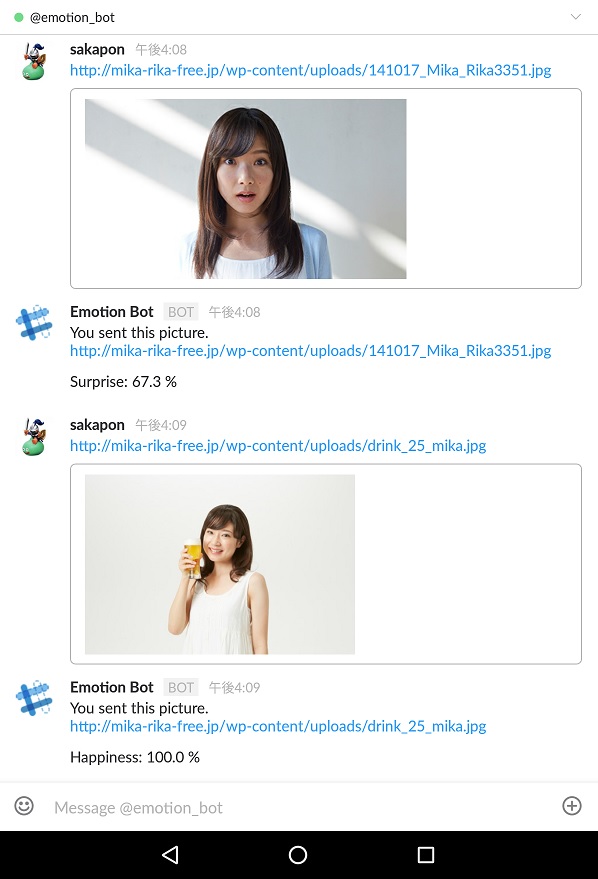 @emotion_bot
sakapon 午後4:08
http://mika-rika-free.jp/wp-content/uploads/141017_Mika_Rika3351.jpg
Emotion Bot BOT 午後4:08
You sent this picture.
http://mika-rika-free.jp/wp-content/uploads/141017_Mika_Rika3351.jpg
Surprise: 67.3 %
sakapon 午後4:09
http://mika-rika-free.jp/wp-content/uploads/drink_25_mika.jpg
Emotion Bot BOT 午後4:09
You sent this picture.
http://mika-rika-free.jp/wp-content/uploads/drink_25_mika.jpg
Happiness: 100.0 %
Message @emotion_bot